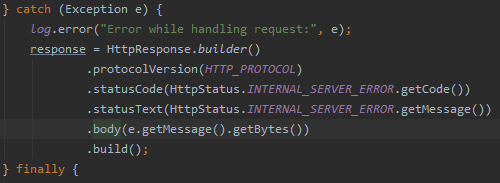 } catch (Exception e) {
    log.error("Error while handling request:", e);
    response = HttpResponse.builder()
            .protocolVersion(HTTP_PROTOCOL)
            .statusCode(HttpStatus.INTERNAL_SERVER_ERROR.getCode())
            .statusText(HttpStatus.INTERNAL_SERVER_ERROR.getMessage())
            .body(e.getMessage().getBytes())
            .build();
} finally {